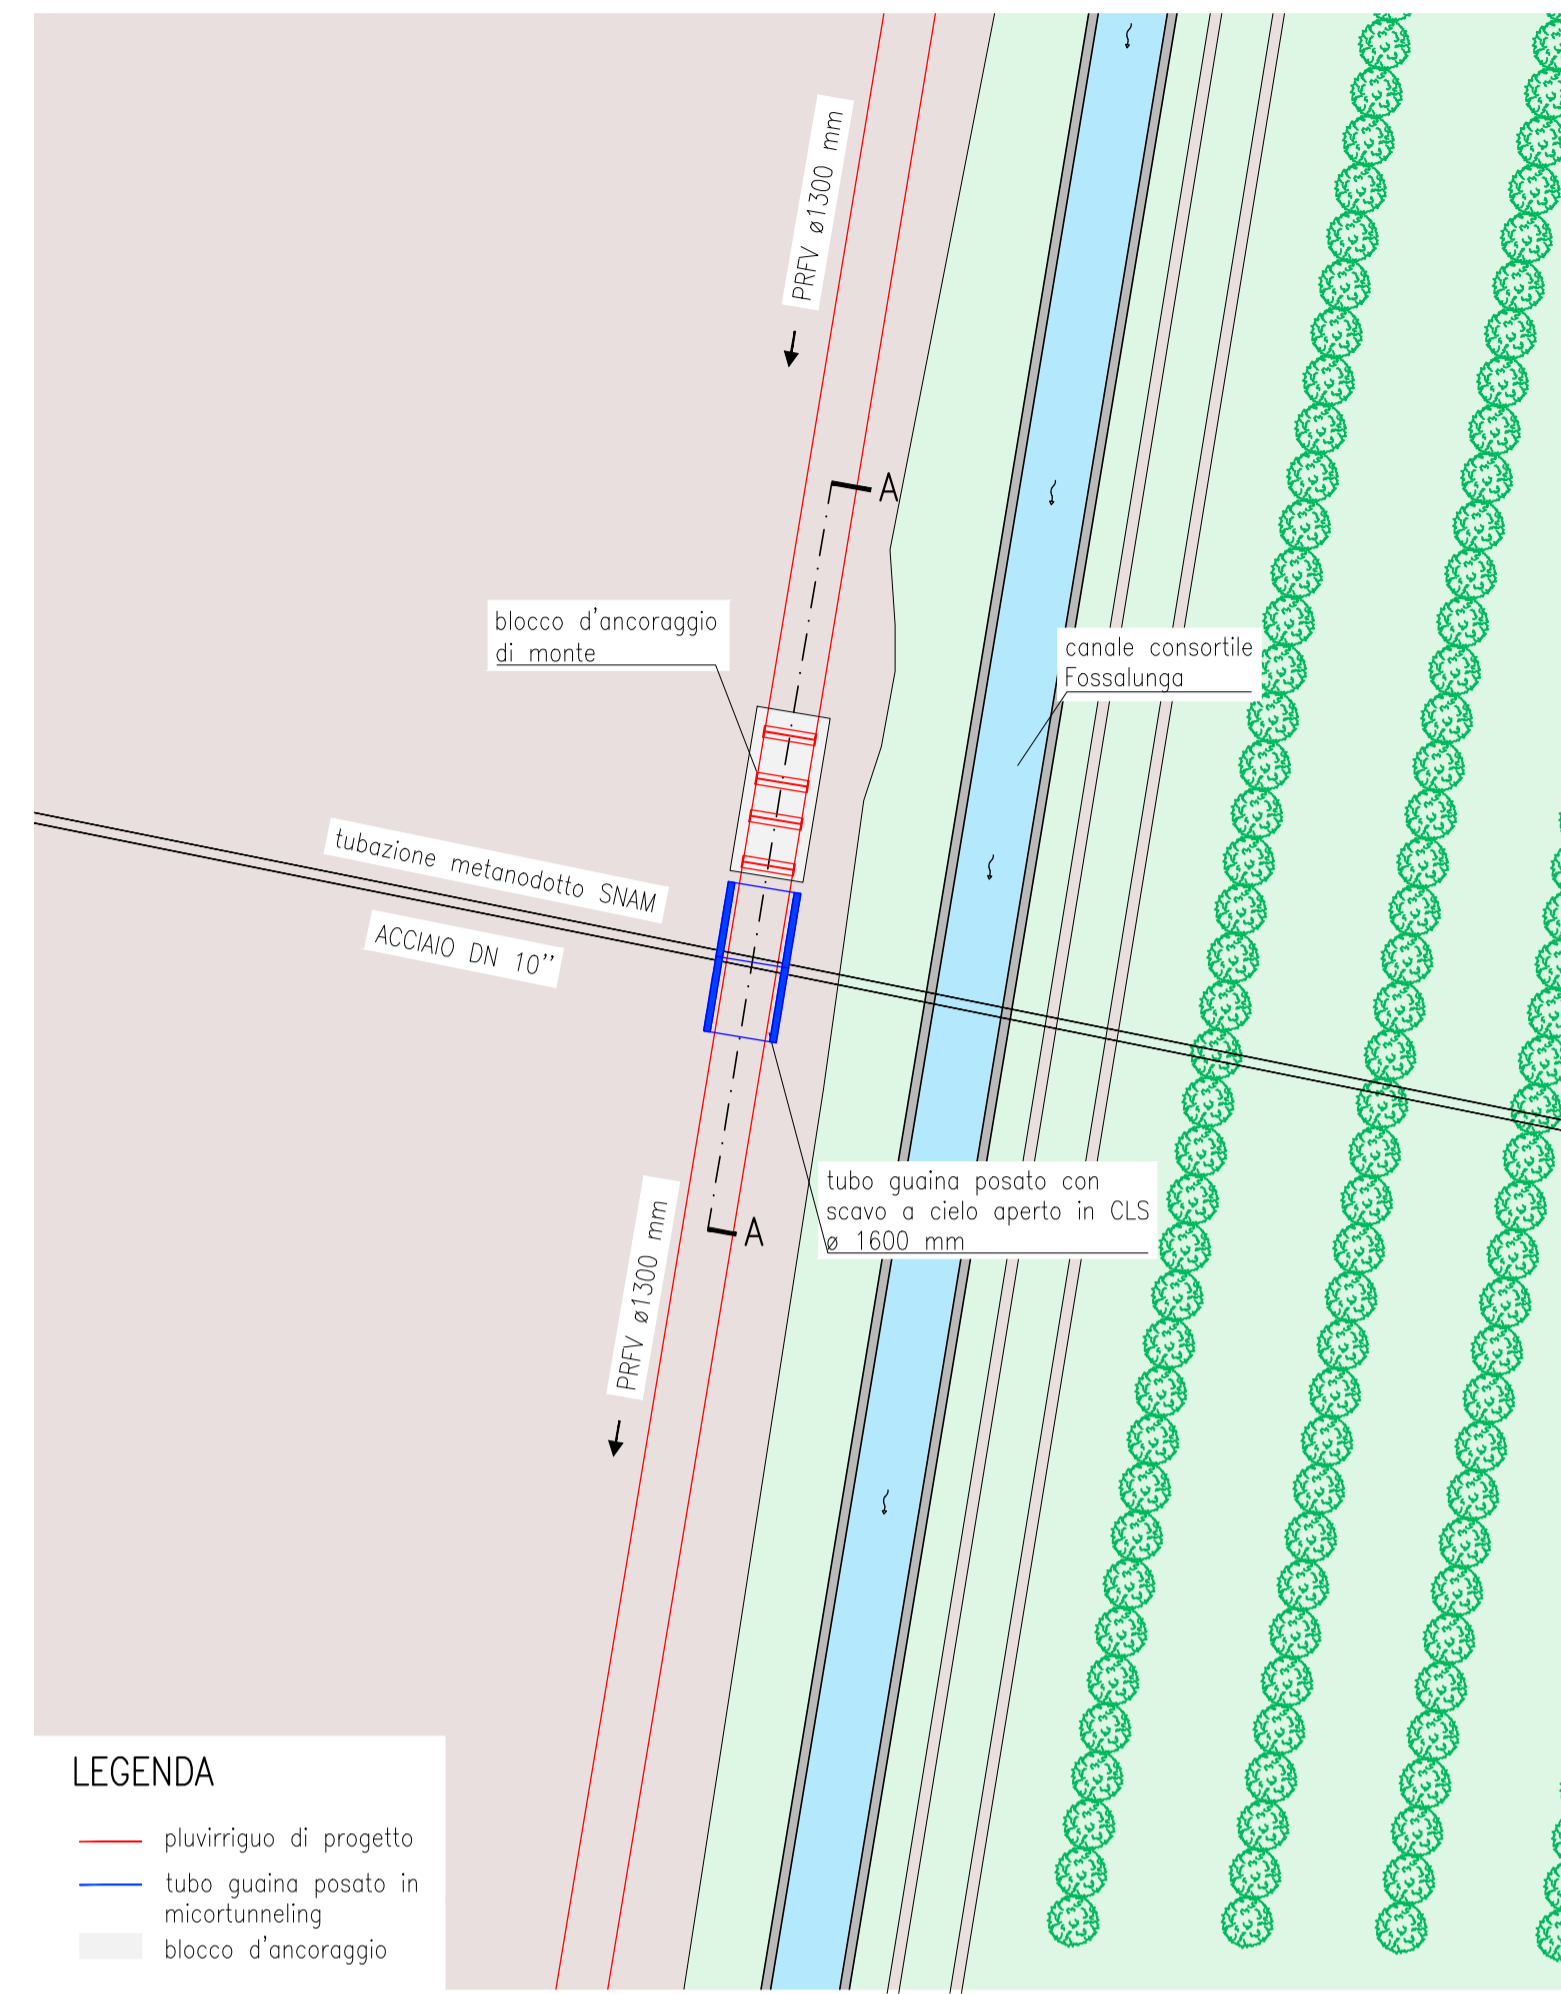 PRFV ø1300 mm
A
blocco d'ancoraggio
di monte
canale consortile
Fossalunga
tubazione metanodotto SNAM
ACCIAIO DN 10''
tubo guaina posato con
scavo a cielo aperto in CLS
ø 1600 mm
A
PRFV ø1300 mm
LEGENDA
pluvirriguo di progetto
tubo guaina posato in
micortunneling
blocco d'ancoraggio